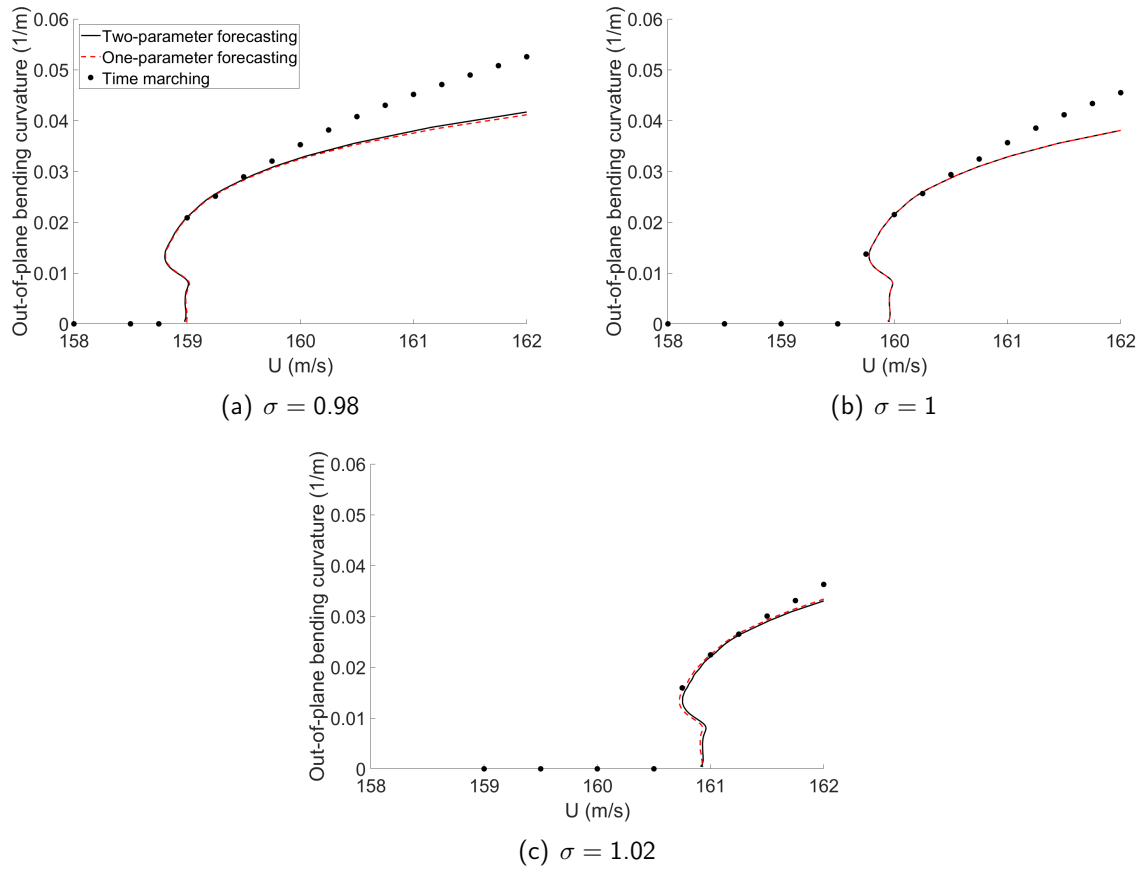 Out-of-plane bending curvature (1/m)
0.06
0.05
0.04
0.03
0.02
0.01
0
Two-parameter forecasting
One-parameter forecasting
Time marching
158 159 160 161 162
U (m/s)
(a) σ = 0.98
Out-of-plane bending curvature (1/m)
0.06
0.05
0.04
0.03
0.02
0.01
0
158 159 160 161 162
U (m/s)
(b) σ = 1
Out-of-plane bending curvature (1/m)
0.06
0.05
0.04
0.03
0.02
0.01
0
158 159 160 161 162
U (m/s)
(c) σ = 1.02